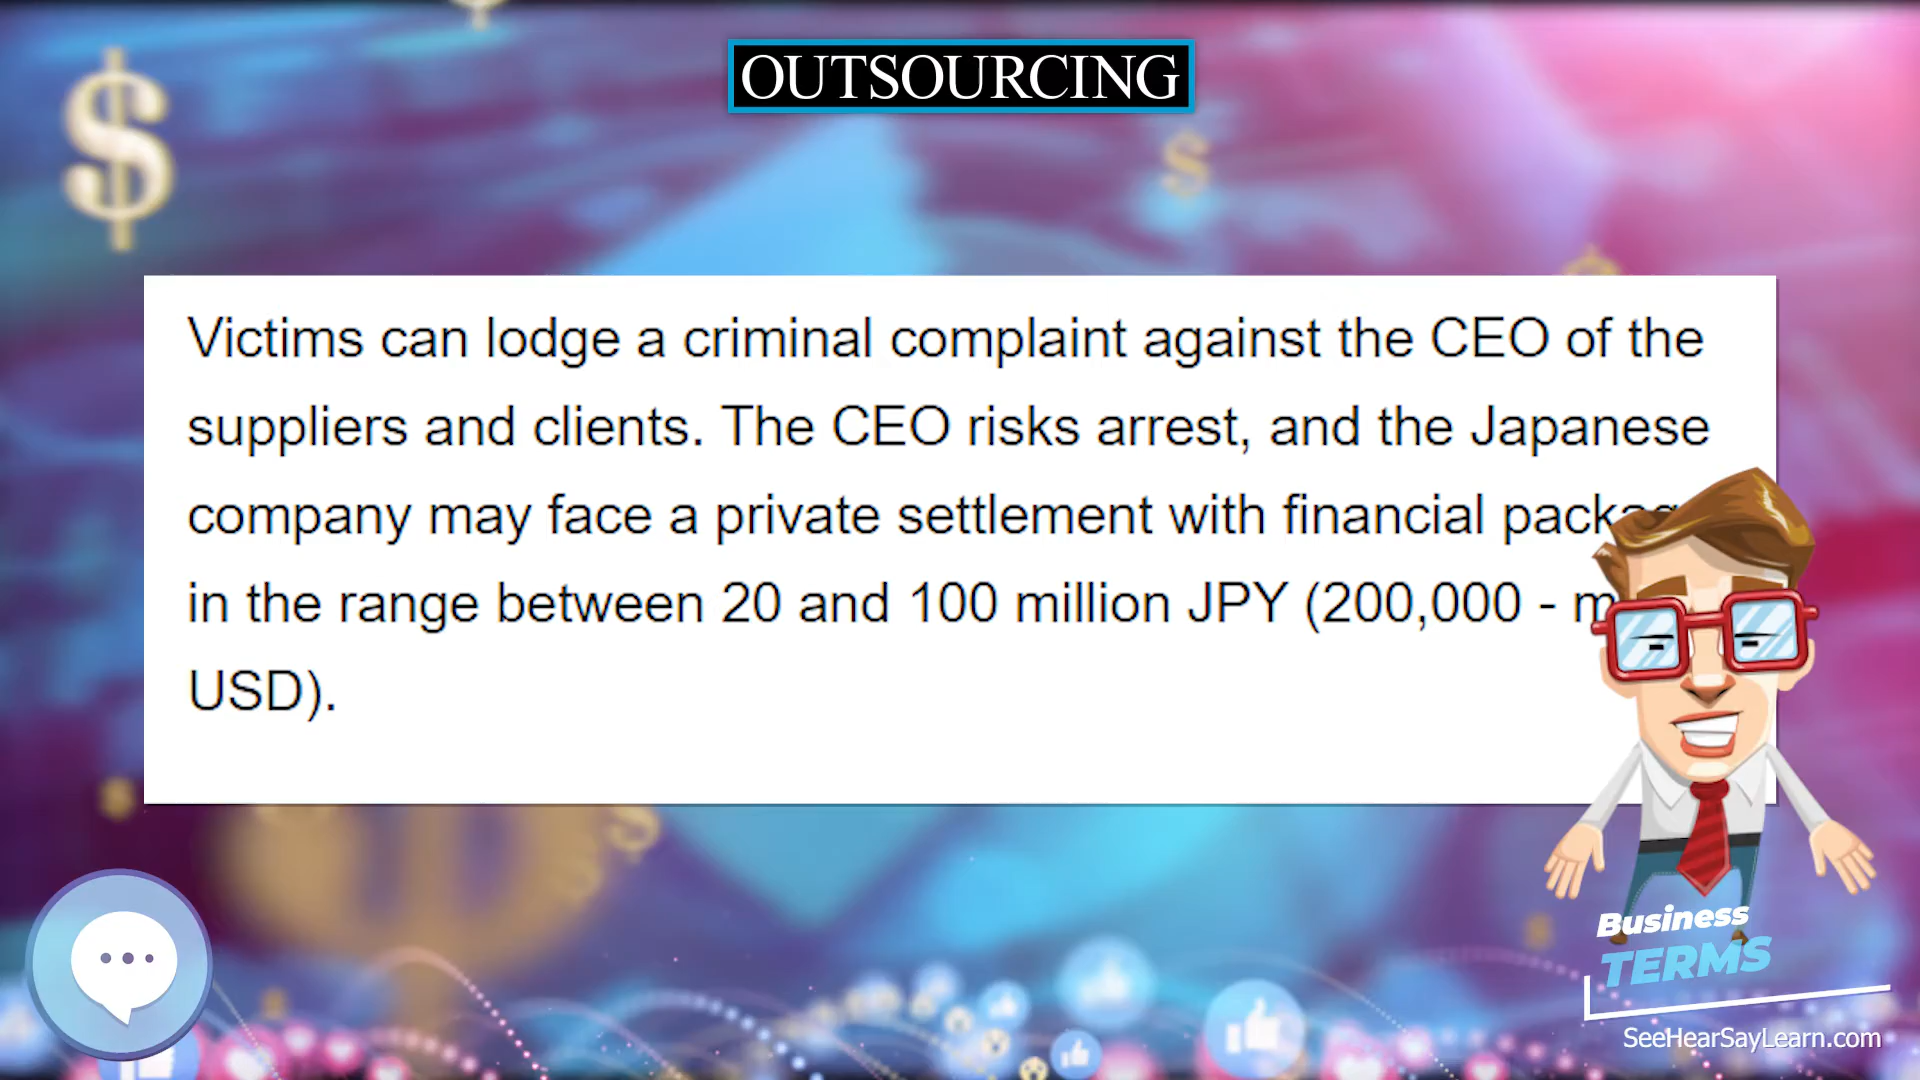 OUTSOURCING
Victims can lodge a criminal complaint against the CEO of the
suppliers and clients. The CEO risks arrest, and the Japanese
company may face a private settlement with financial
in the range between 20 and 100 million JPY (200,000 -
USD).
Business
TERMS
SeeHearSayLearn.com